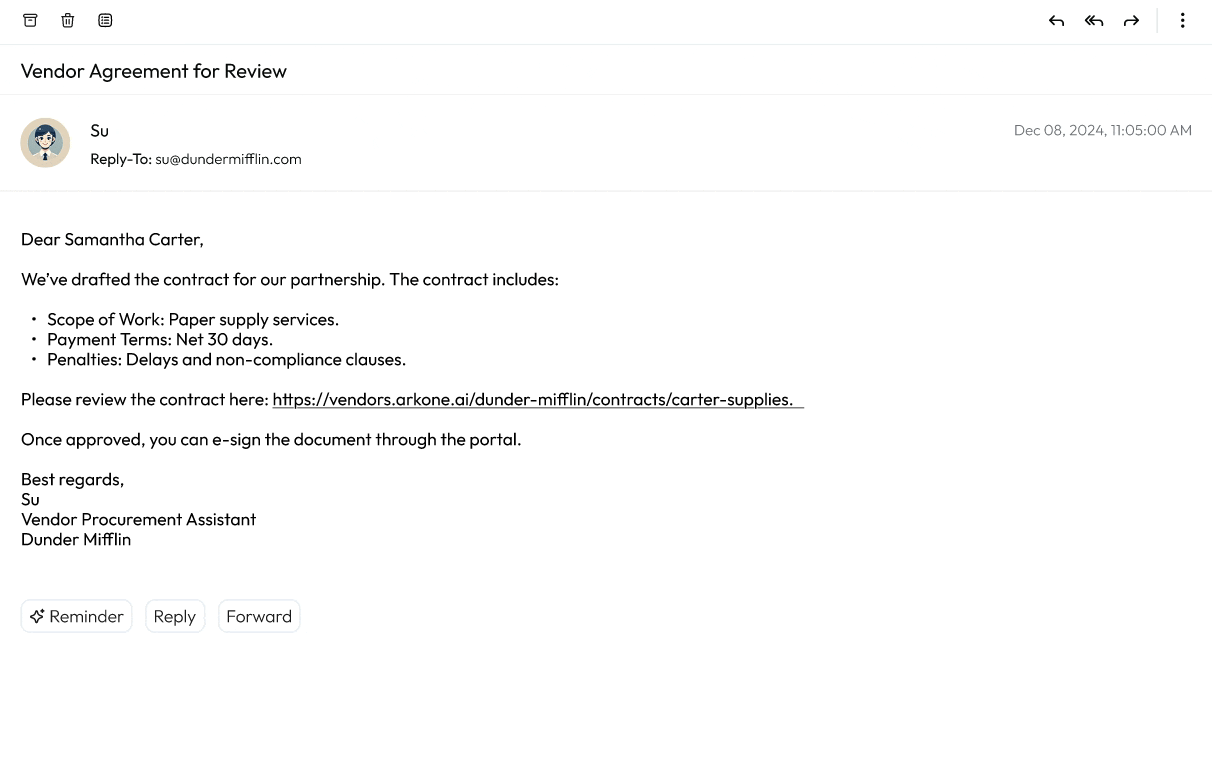 Vendor Agreement for Review
Su
Dec 08, 2024, 11:05:00 AM
Reply-To: su@dundermifflin.com
Dear Samantha Carter,
We’ve drafted the contract for our partnership. The contract includes:
• Scope of Work: Paper supply services.
• Payment Terms: Net 30 days.
• Penalties: Delays and non-compliance clauses.
Please review the contract here: https://vendors.arkone.ai/dunder-mifflin/contracts/carter-supplies.
Once approved, you can e-sign the document through the portal.
Best regards,
Su
Vendor Procurement Assistant
Dunder Mifflin
Reminder Reply Forward